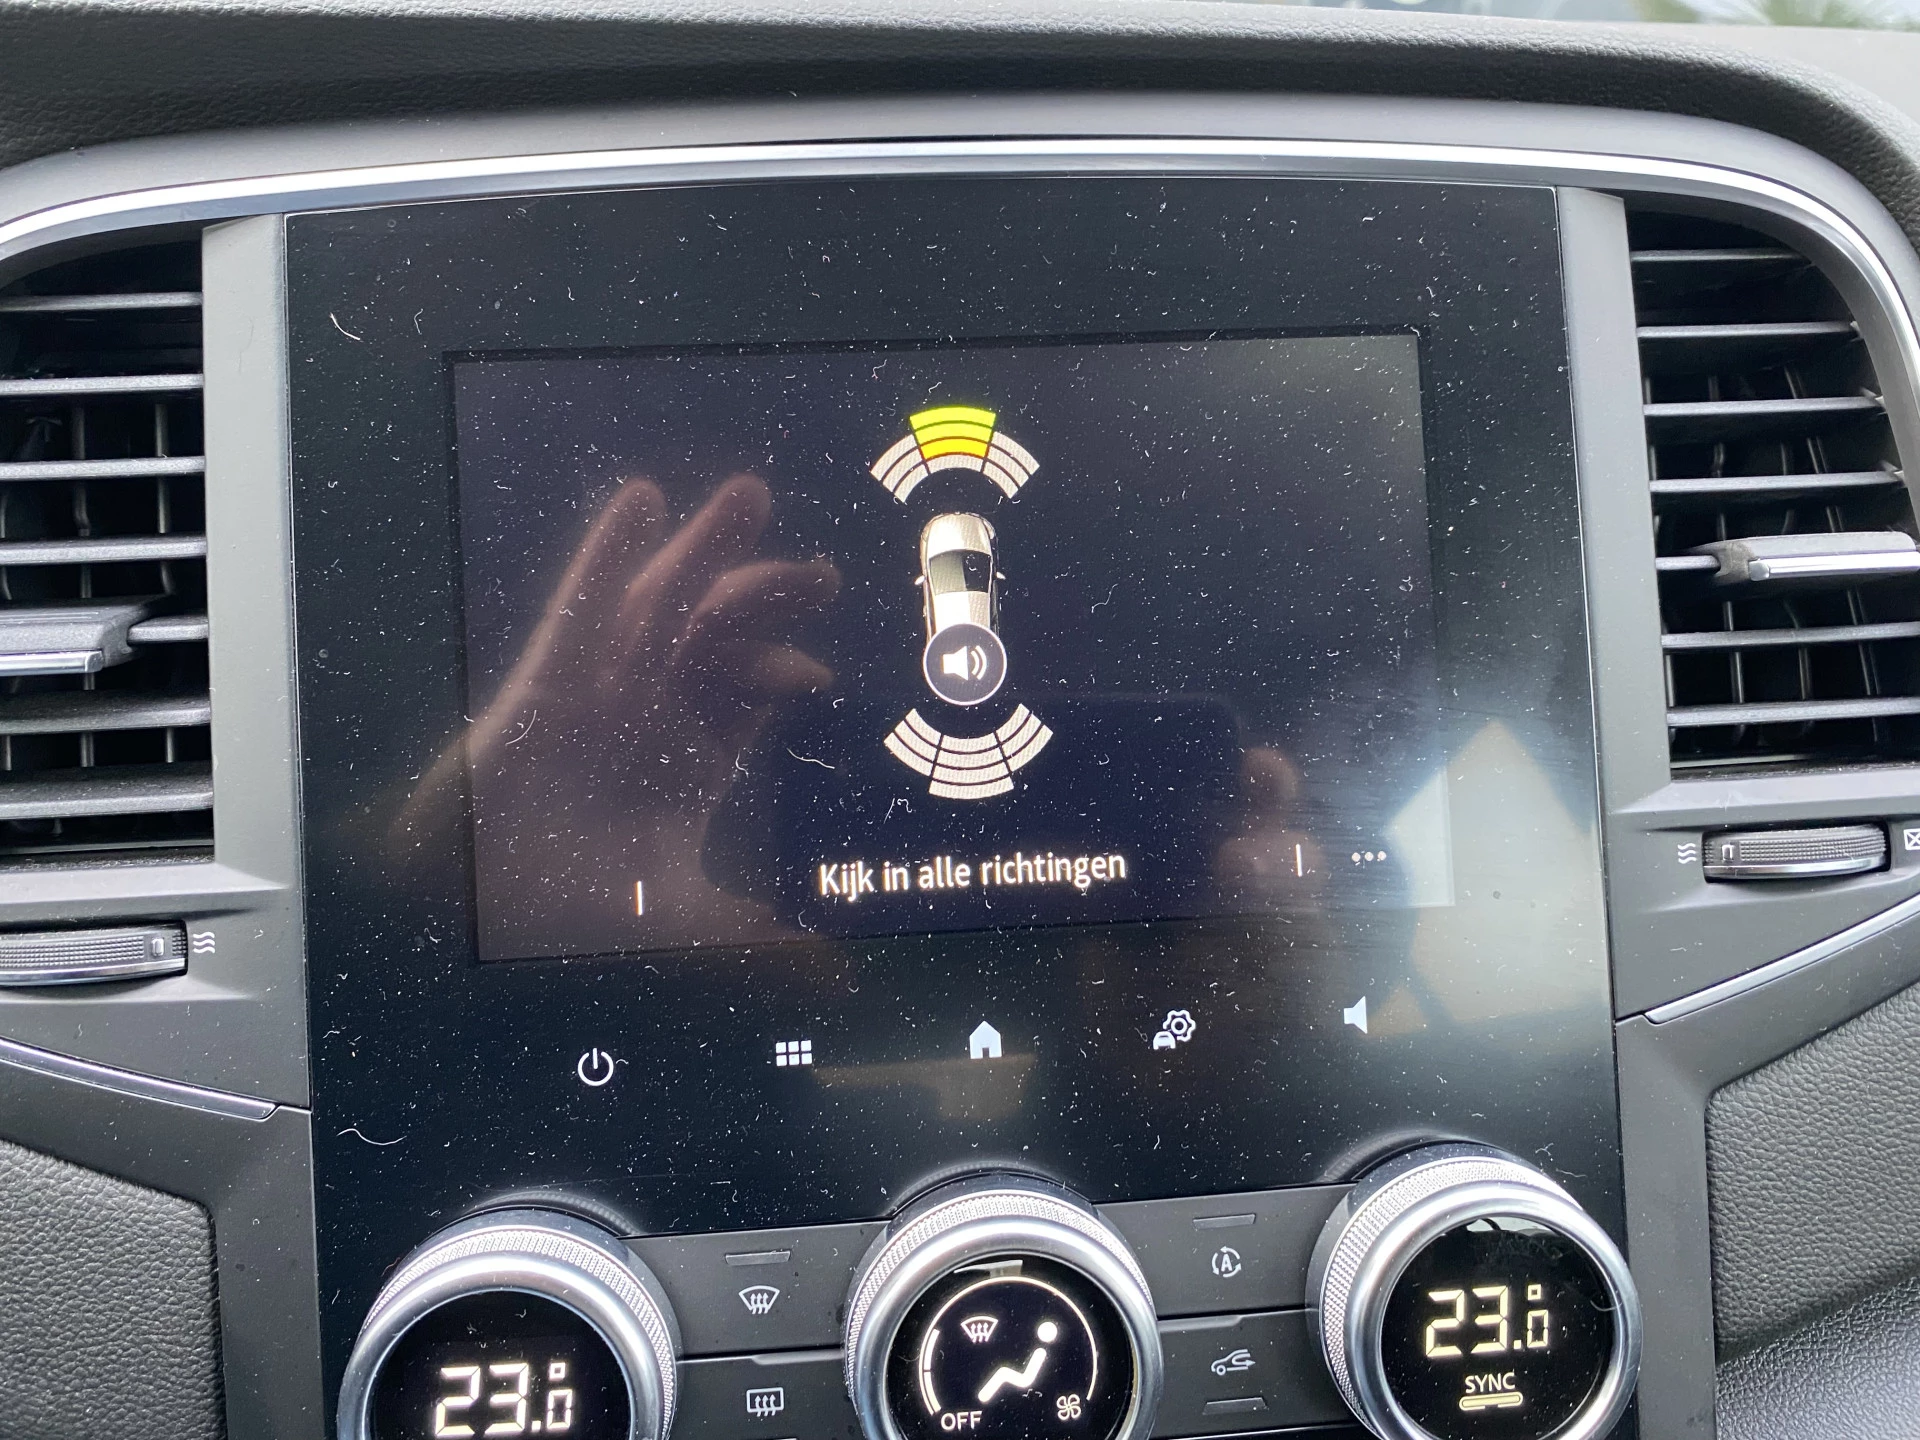 Kijk in alle richtingen
A
23.0
23.0
SYNC
OFF